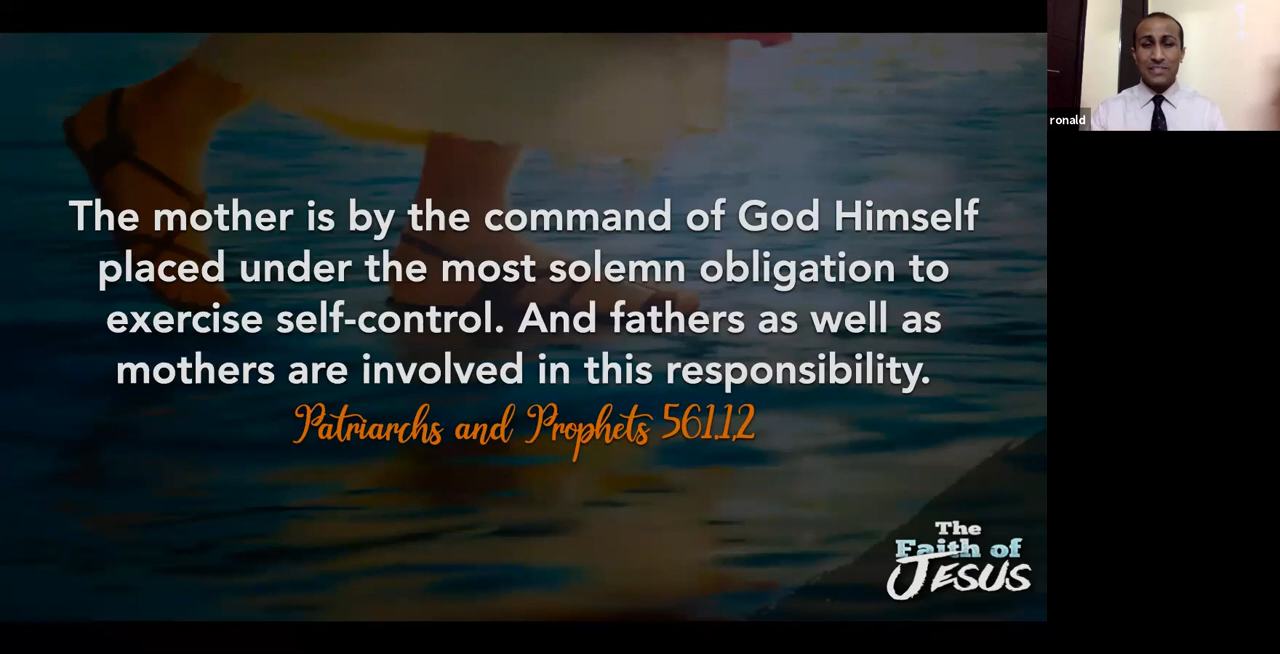 The mother is by the command of God Himself
placed under the most solemn obligation to
exercise self-control. And fathers as well as
mothers are involved in this responsibility.
Patriarchs and Prophets 561.1,2
The
Faith of
JESUS
ronald